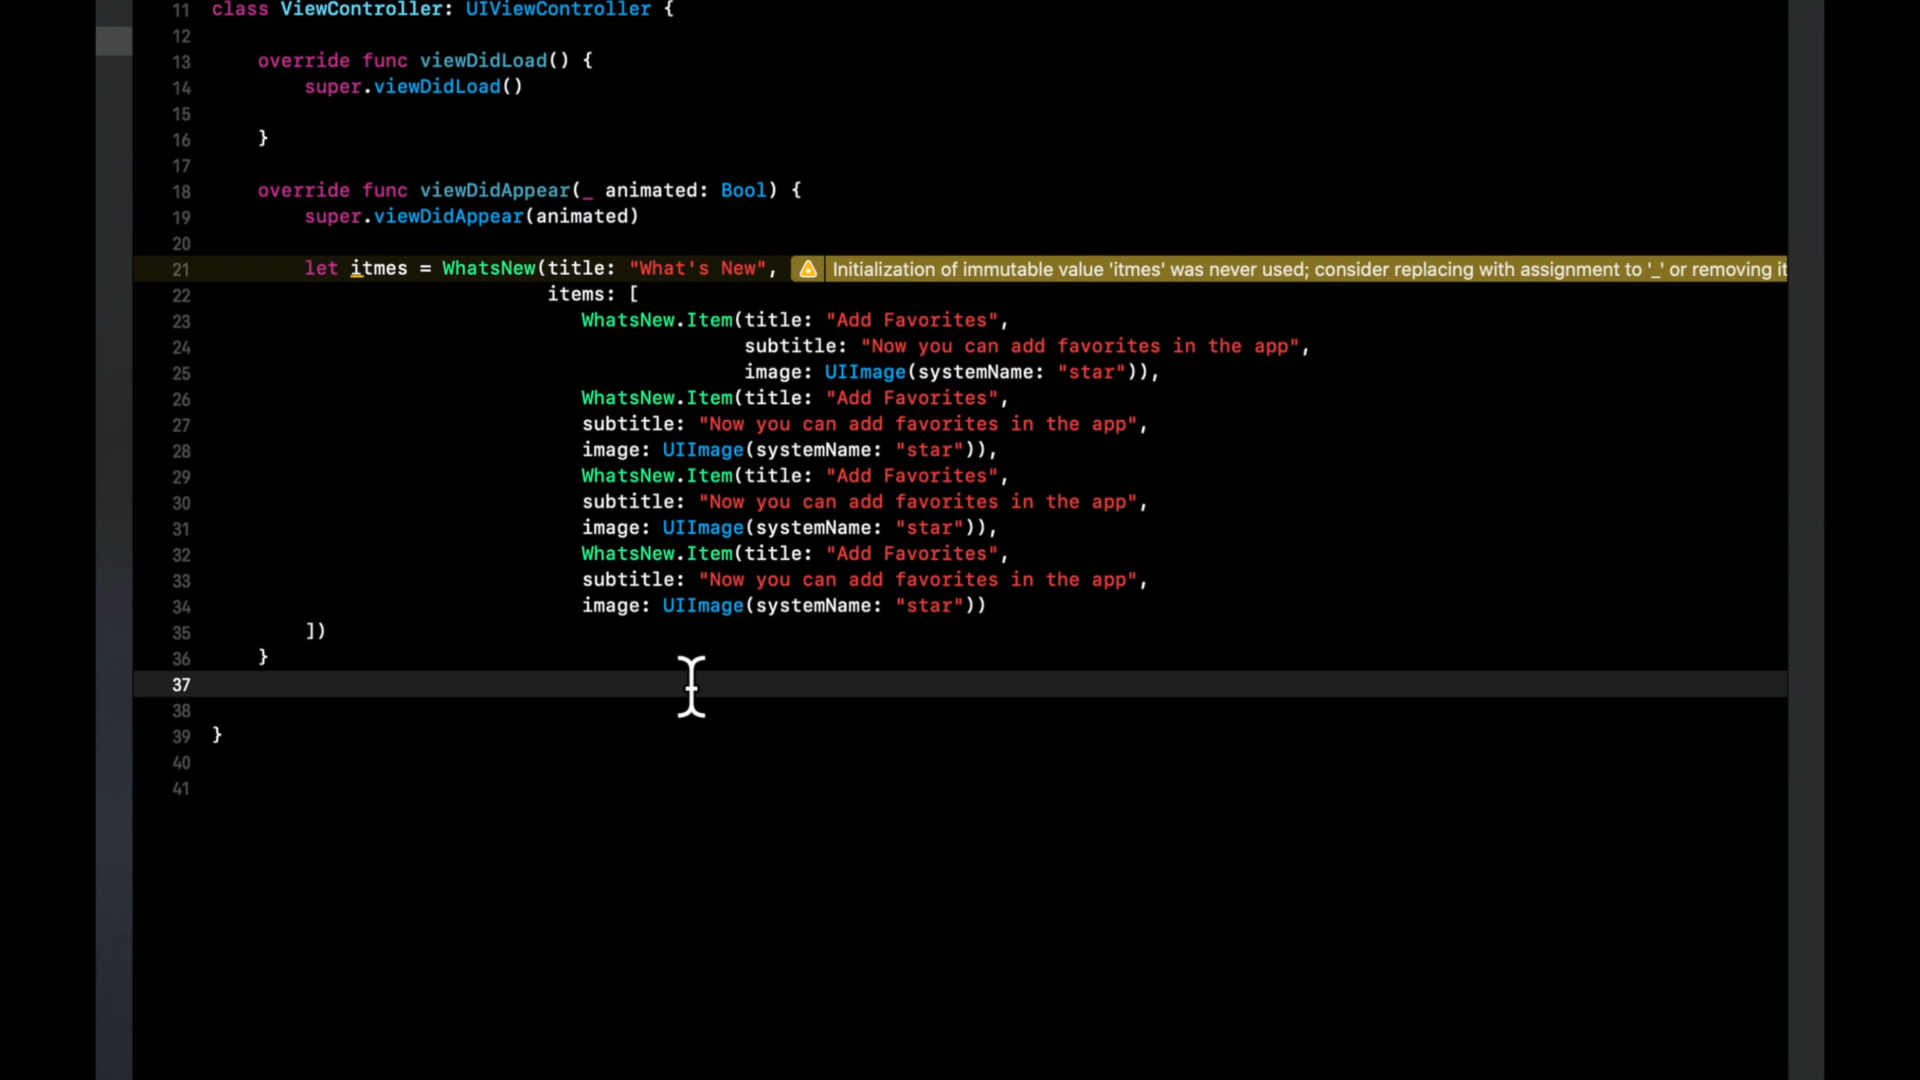 11 class ViewController: UIViewController {
12
13 override func viewDidLoad() {
14 super.viewDidLoad()
15
16 }
17
18 override func viewDidAppear(_ animated: Bool) {
19 super.viewDidAppear(animated)
20
21 let itmes = WhatsNew(title: "What's New", Initialization of immutable value 'itmes' was never used; consider replacing with assignment to '_' or removing it
22 items: [
23 WhatsNew.Item(title: "Add Favorites",
24 subtitle: "Now you can add favorites in the app",
25 image: UIImage(systemName: "star")),
26 WhatsNew.Item(title: "Add Favorites",
27 subtitle: "Now you can add favorites in the app",
28 image: UIImage(systemName: "star")),
29 WhatsNew.Item(title: "Add Favorites",
30 subtitle: "Now you can add favorites in the app",
31 image: UIImage(systemName: "star")),
32 WhatsNew.Item(title: "Add Favorites",
33 subtitle: "Now you can add favorites in the app",
34 image: UIImage(systemName: "star"))
35 ])
36 }
37
38
39 }
40
41